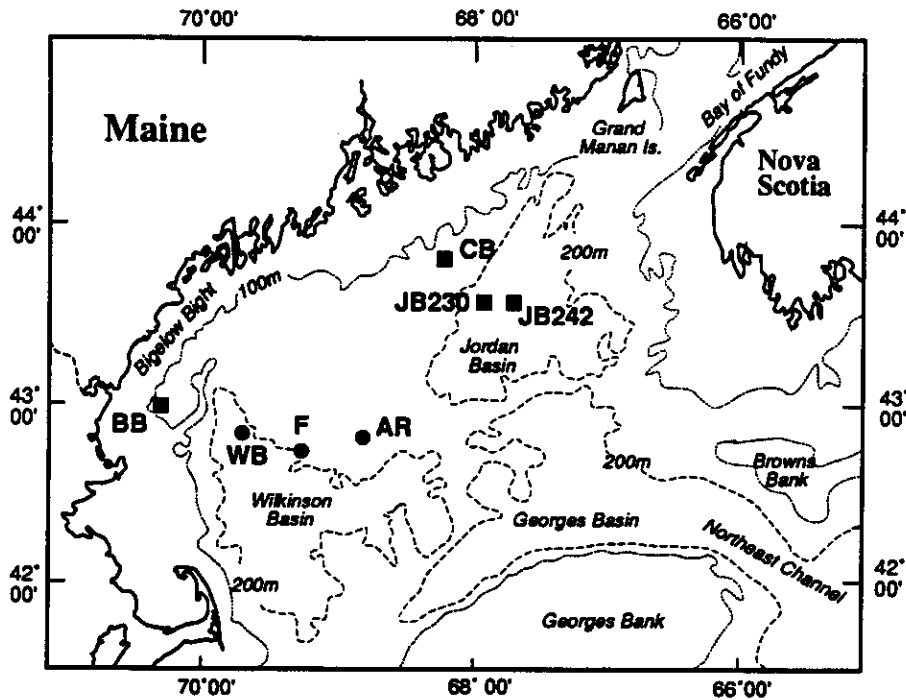 70°00'
68°00'
66°00'
Maine
Bay of Fundy
Grand
Manan Is.
Nova
Scotia
44°
00'
44°
00'
CB
200m
100m
Bigelow Bight
JB230
JB242
Jordan
Basin
43°
00'
43°
00'
BB
WB
F
AR
200m
Browns
Bank
Wilkinson
Basin
Georges Basin
Northeast Channel
42°
00'
42°
00'
200m
Georges Bank
70°00'
68°00'
66°00'